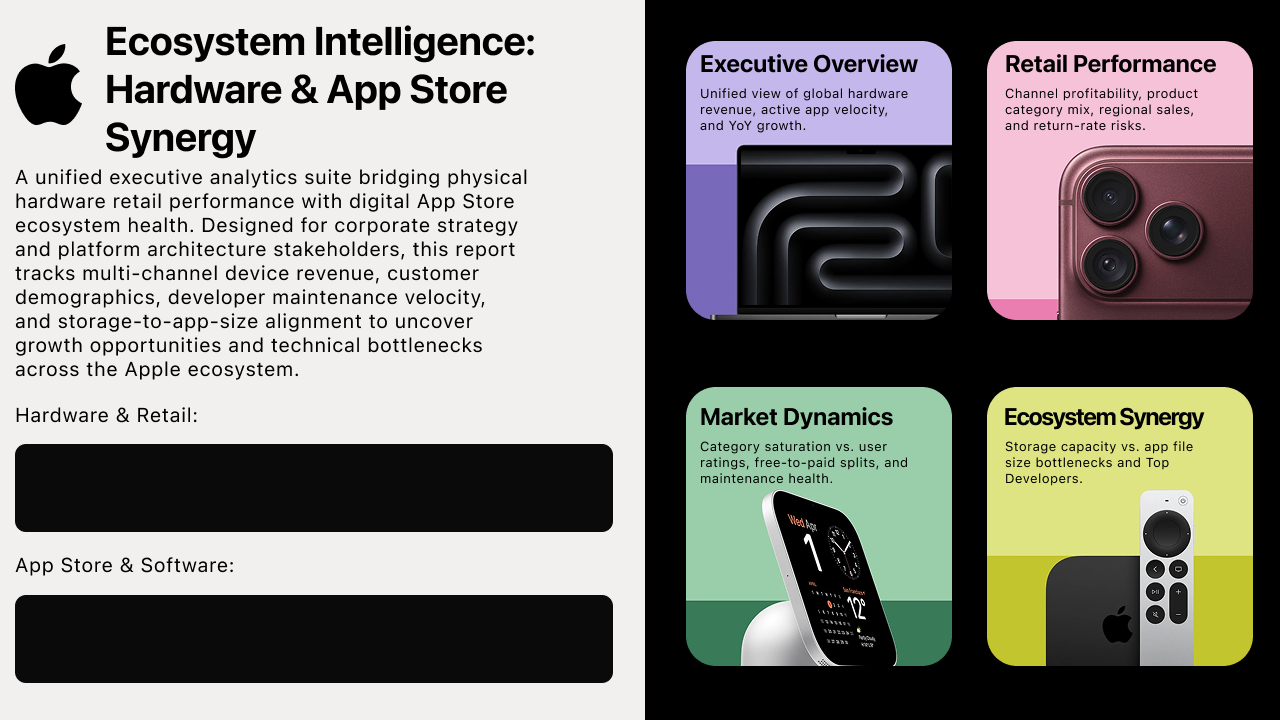 Ecosystem Intelligence:
Hardware & App Store
Synergy
A unified executive analytics suite bridging physical
hardware retail performance with digital App Store
ecosystem health. Designed for corporate strategy
and platform architecture stakeholders, this report
tracks multi-channel device revenue, customer
demographics, developer maintenance velocity,
and storage-to-app-size alignment to uncover
growth opportunities and technical bottlenecks
across the Apple ecosystem.
Hardware & Retail:
App Store & Software:
Executive Overview
Unified view of global hardware
revenue, active app velocity,
and YoY growth.
Retail Performance
Channel profitability, product
category mix, regional sales,
and return-rate risks.
Market Dynamics
Category saturation vs. user
ratings, free-to-paid splits, and
maintenance health.
Wed Apr
1
San Francisco
12°
Ecosystem Synergy
Storage capacity vs. app file
size bottlenecks and Top
Developers.